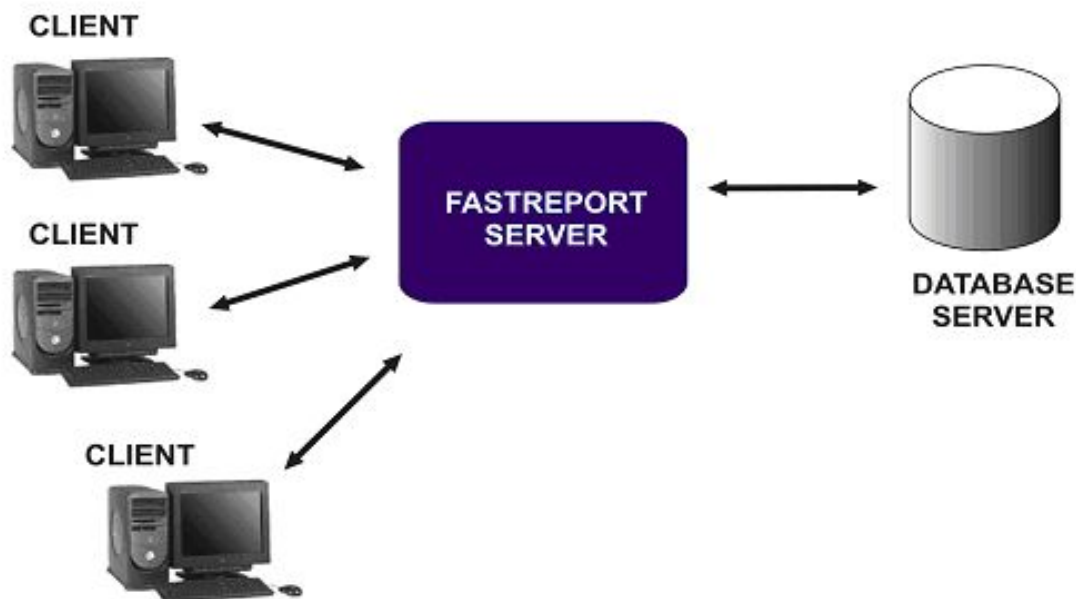 CLIENT
CLIENT
CLIENT
FASTREPORT
SERVER
DATABASE
SERVER